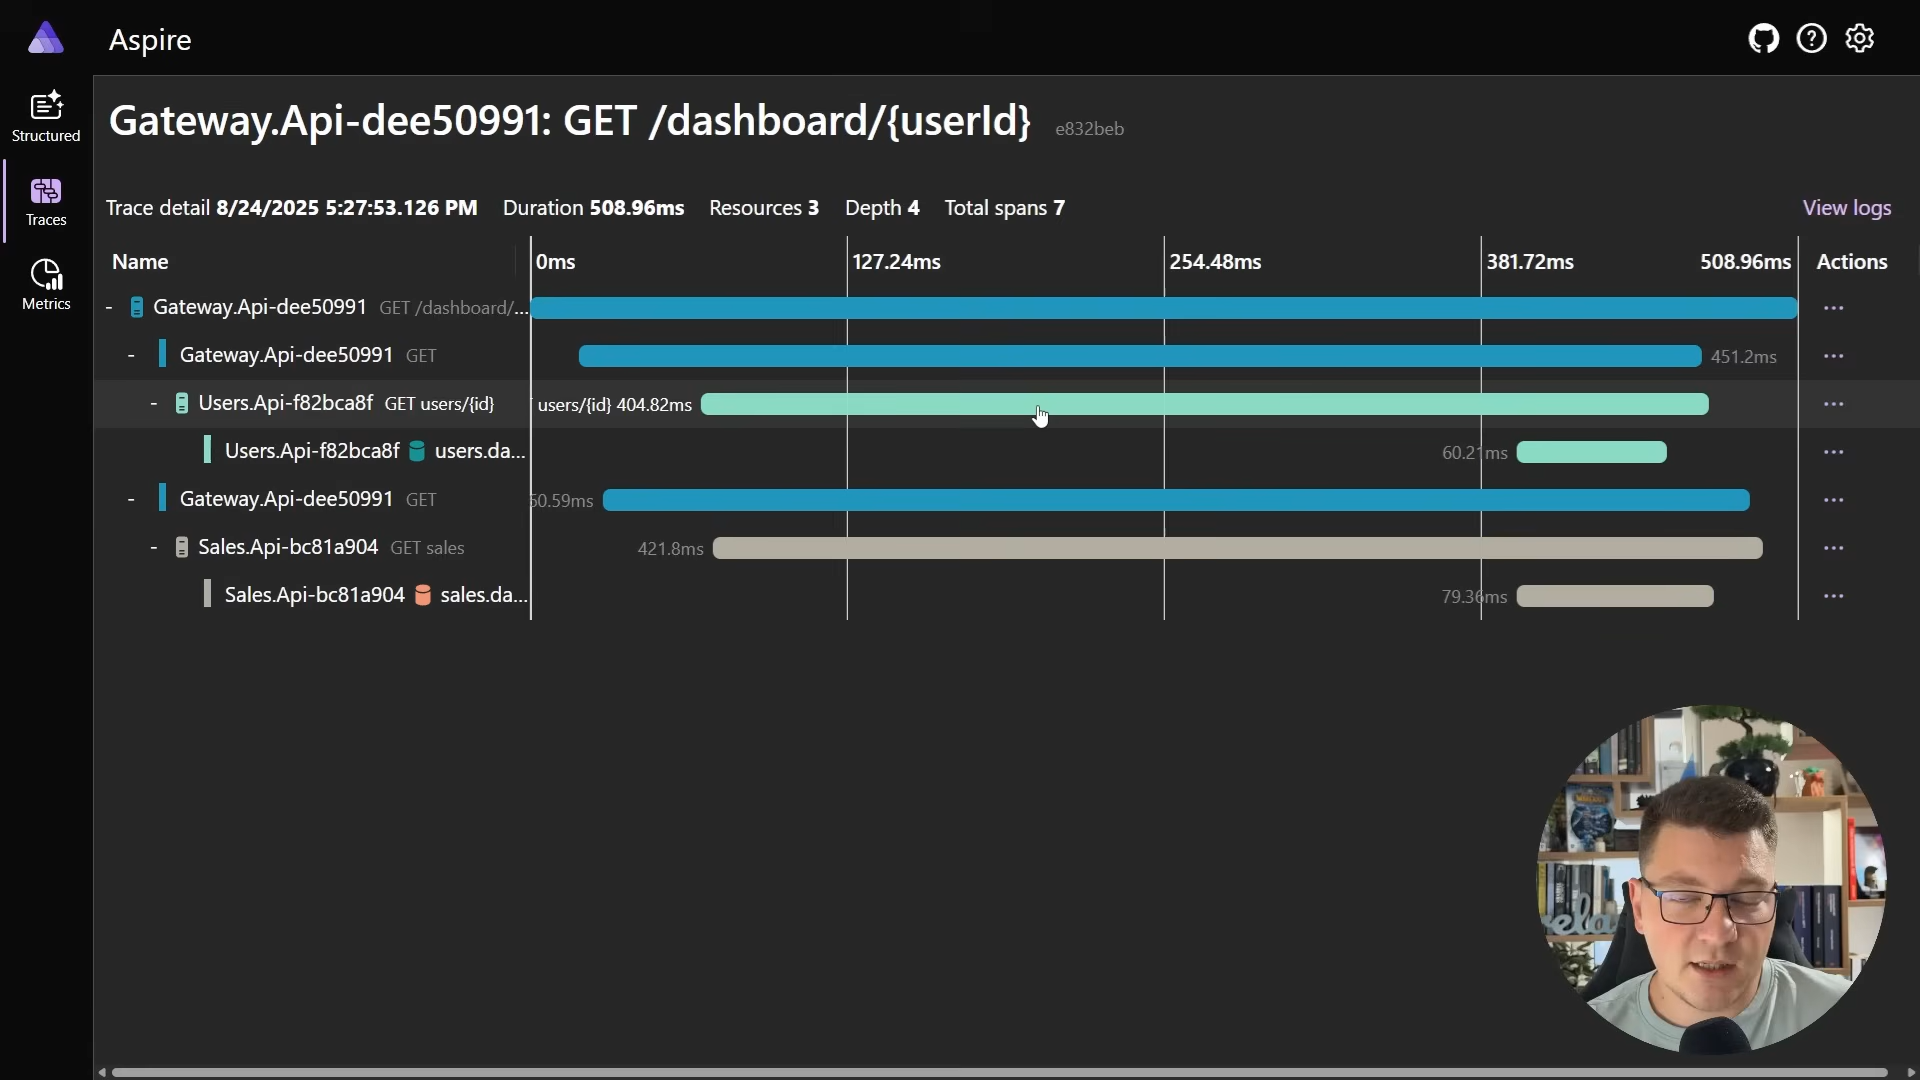 Aspire
Structured
Traces
Metrics
Gateway.Api-dee50991: GET /dashboard/{userId} e832beb
Trace detail 8/24/2025 5:27:53.126 PM Duration 508.96ms Resources 3 Depth 4 Total spans 7 View logs
Name 0ms 127.24ms 254.48ms 381.72ms 508.96ms Actions
- Gateway.Api-dee50991 GET /dashboard/... ...
- Gateway.Api-dee50991 GET 451.2ms ...
- Users.Api-f82bca8f GET users/{id} users/{id} 404.82ms ...
Users.Api-f82bca8f users.da... 60.21ms ...
- Gateway.Api-dee50991 GET 60.59ms ...
- Sales.Api-bc81a904 GET sales 421.8ms ...
Sales.Api-bc81a904 sales.da... 79.36ms ...